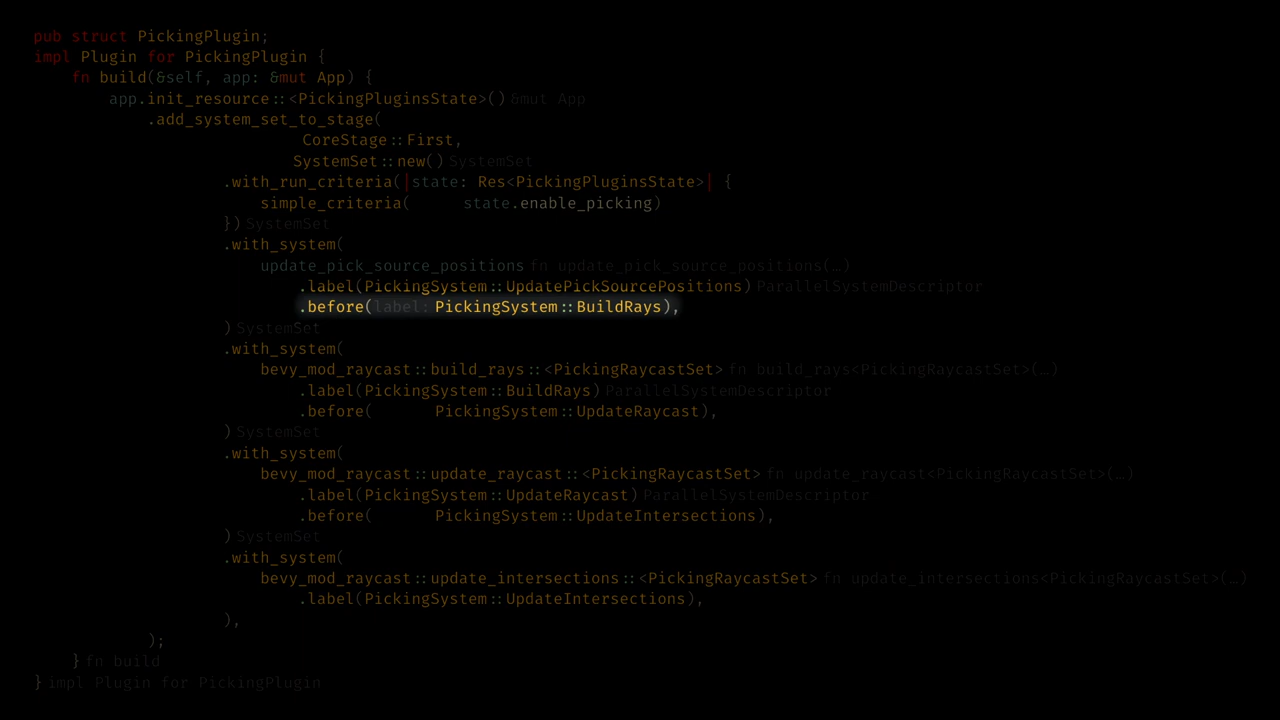 pub struct PickingPlugin;
impl Plugin for PickingPlugin {
fn build(&self, app: &mut App) {
app.init_resource::<PickingPluginsState>() &mut App
.add_system_set_to_stage(
CoreStage::First,
SystemSet::new() SystemSet
.with_run_criteria(|state: Res<PickingPluginsState>| {
simple_criteria( state.enable_picking)
}) SystemSet
.with_system(
update_pick_source_positions fn update_pick_source_positions(…)
.label(PickingSystem::UpdatePickSourcePositions) ParallelSystemDescriptor
.before(label: PickingSystem::BuildRays),
) SystemSet
.with_system(
bevy_mod_raycast::build_rays::<PickingRaycastSet> fn build_rays<PickingRaycastSet>(…)
.label(PickingSystem::BuildRays) ParallelSystemDescriptor
.before( PickingSystem::UpdateRaycast),
) SystemSet
.with_system(
bevy_mod_raycast::update_raycast::<PickingRaycastSet> fn update_raycast<PickingRaycastSet>(…)
.label(PickingSystem::UpdateRaycast) ParallelSystemDescriptor
.before( PickingSystem::UpdateIntersections),
) SystemSet
.with_system(
bevy_mod_raycast::update_intersections::<PickingRaycastSet> fn update_intersections<PickingRaycastSet>(…)
.label(PickingSystem::UpdateIntersections),
),
);
} fn build
} impl Plugin for PickingPlugin